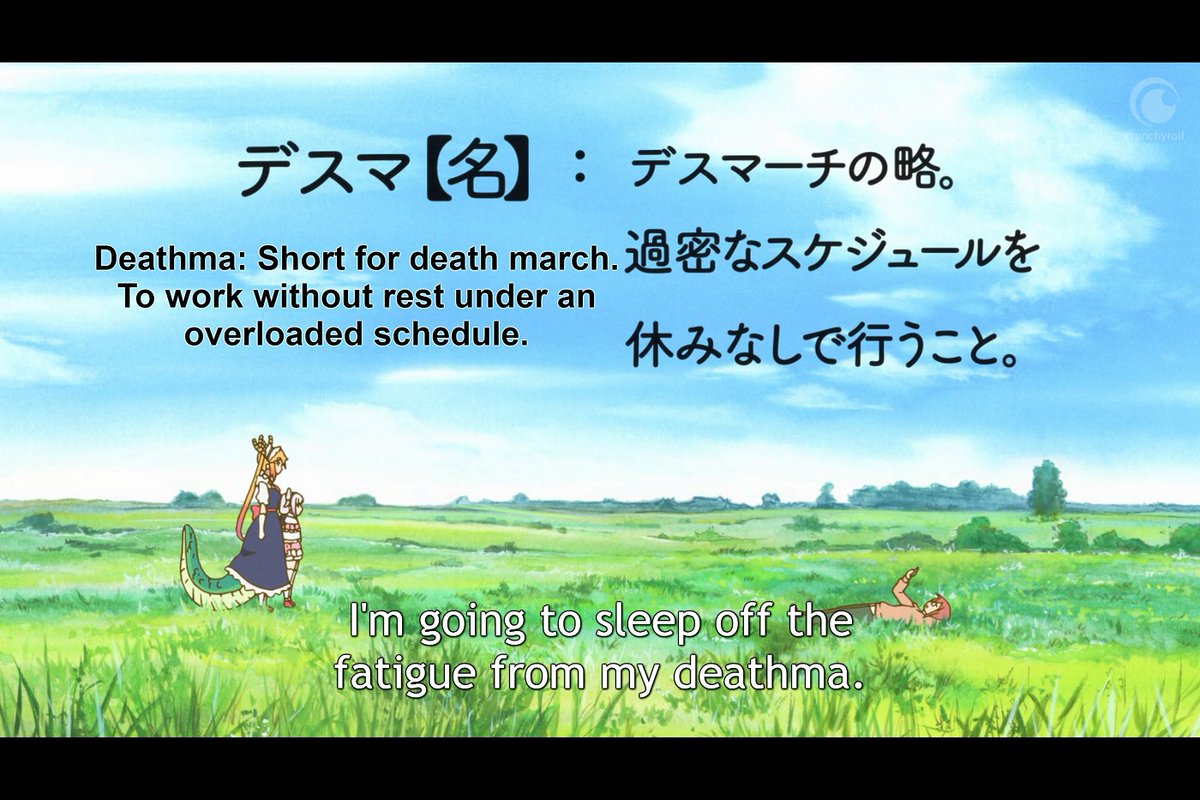 crunchyroll
デスマ【名】：デスマーチの略。
過密なスケジュールを
休みなしで行うこと。
Deathma: Short for death march.
To work without rest under an
overloaded schedule.
I'm going to sleep off the
fatigue from my deathma.